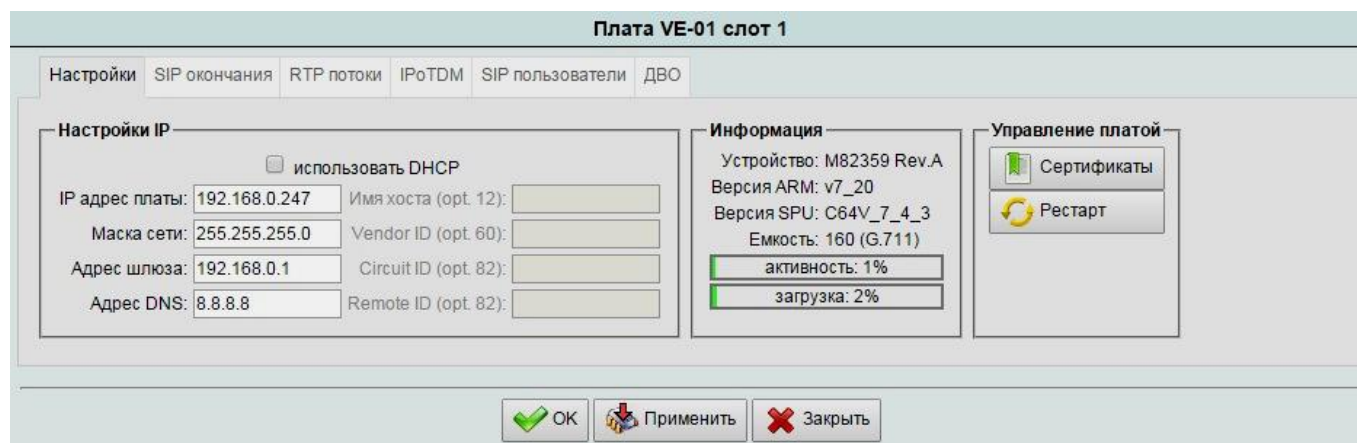 Плата VE-01 слот 1
Настройки SIP окончания RTP потоки IPoTDM SIP пользователи ДВО
Настройки IP
использовать DHCP
IP адрес платы: 192.168.0.247 Имя хоста (opt. 12):
Маска сети: 255.255.255.0 Vendor ID (opt. 60):
Адрес шлюза: 192.168.0.1 Circuit ID (opt. 82):
Адрес DNS: 8.8.8.8 Remote ID (opt. 82):
Информация
Устройство: M82359 Rev.A
Версия ARM: v7_20
Версия SPU: C64V_7_4_3
Емкость: 160 (G.711)
активность: 1%
загрузка: 2%
Управление платой
Сертификаты
Рестарт
OK Применить Закрыть